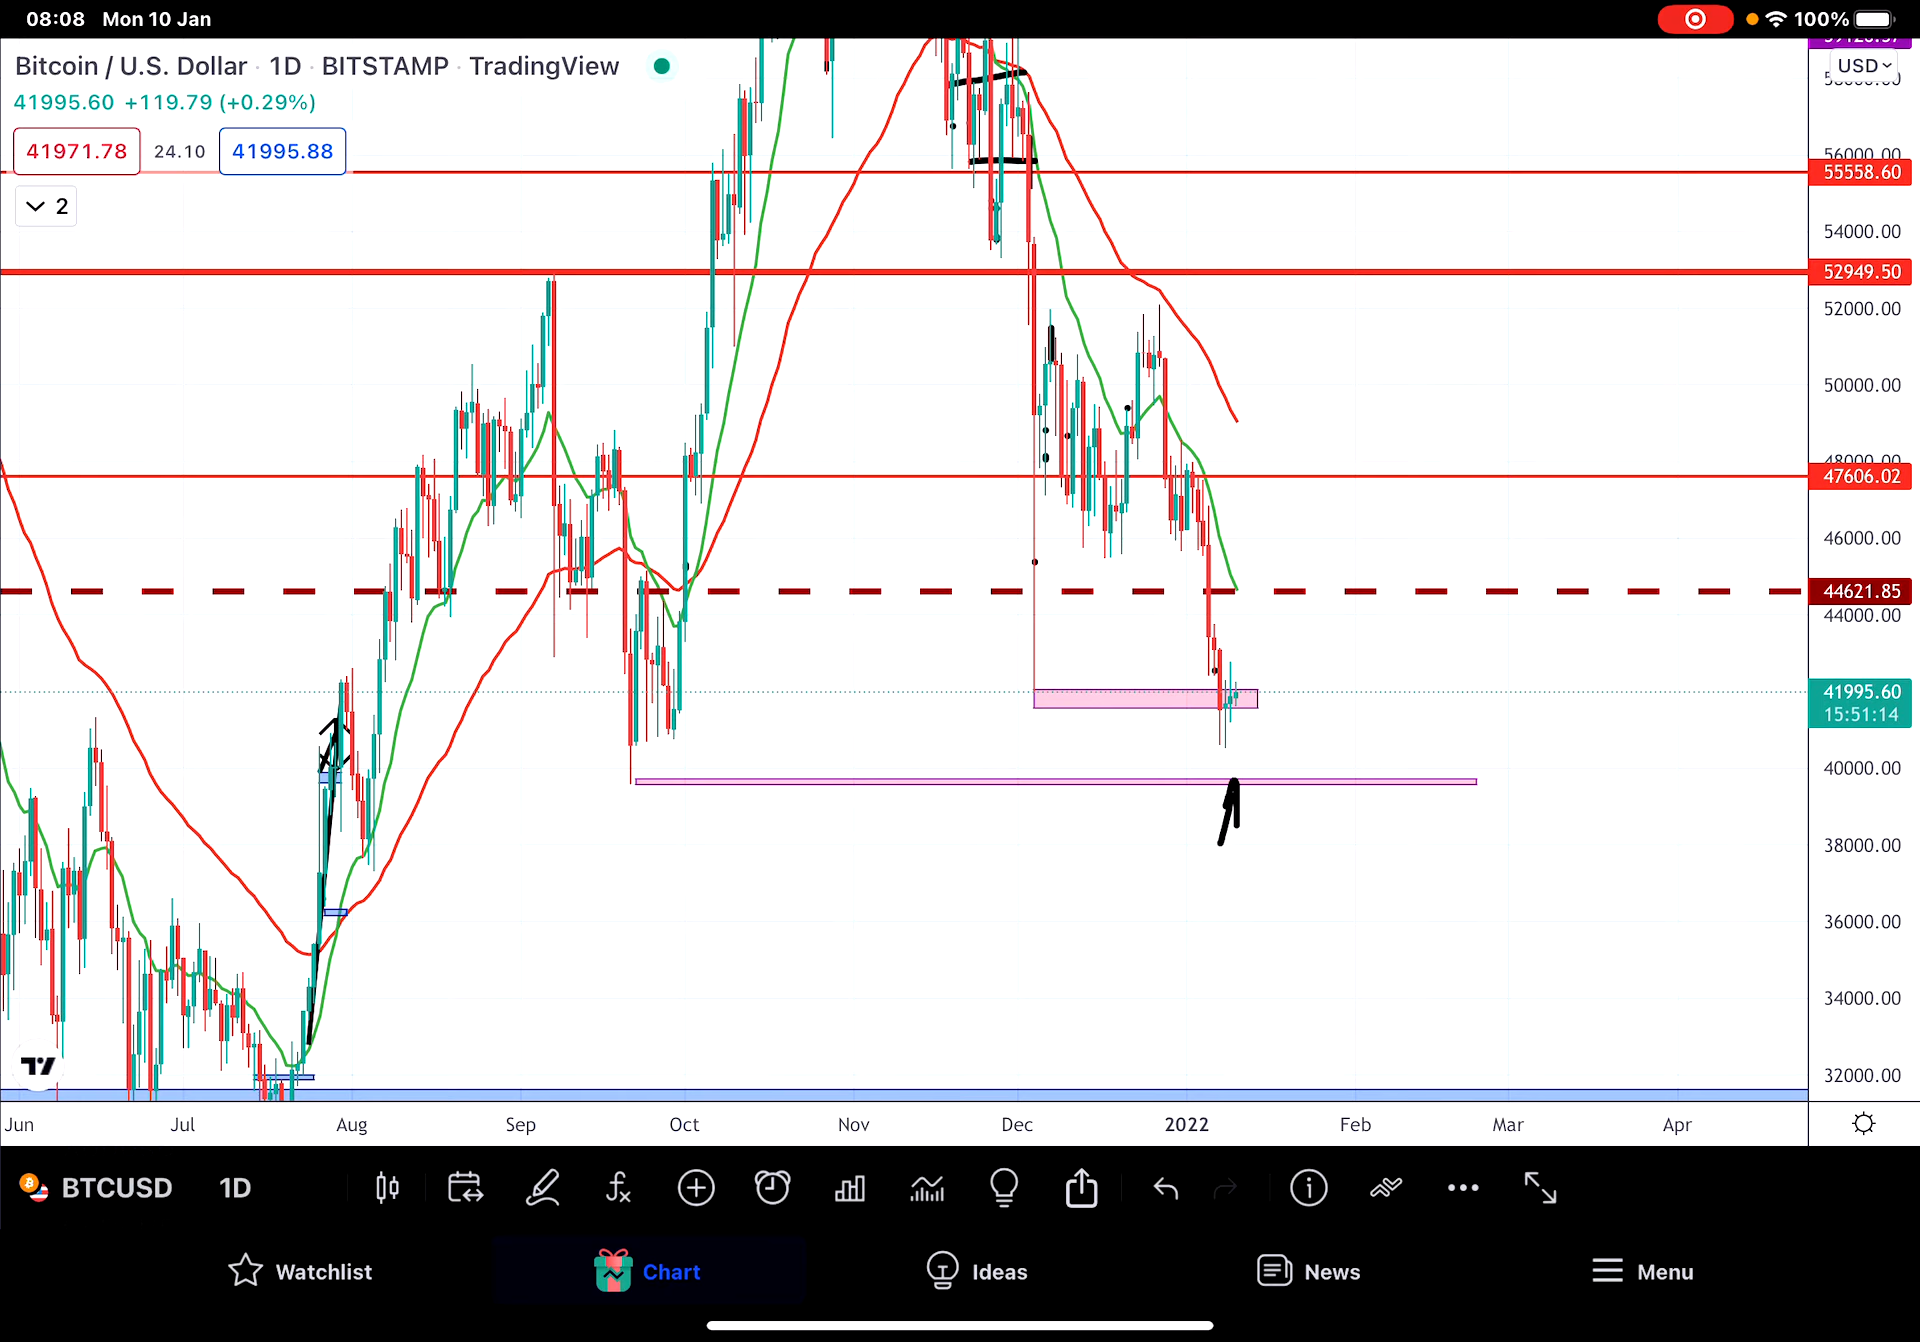 08:08 Mon 10 Jan
100%
Bitcoin / U.S. Dollar · 1D · BITSTAMP · TradingView
USD
41995.60 +119.79 (+0.29%)
41971.78 24.10 41995.88
2
56000.00
55558.60
54000.00
52949.50
52000.00
50000.00
48000.00
47606.02
46000.00
44621.85
44000.00
41995.60
15:51:14
40000.00
38000.00
36000.00
34000.00
32000.00
Jun Jul Aug Sep Oct Nov Dec 2022 Feb Mar Apr
BTCUSD 1D
Watchlist Chart Ideas News Menu